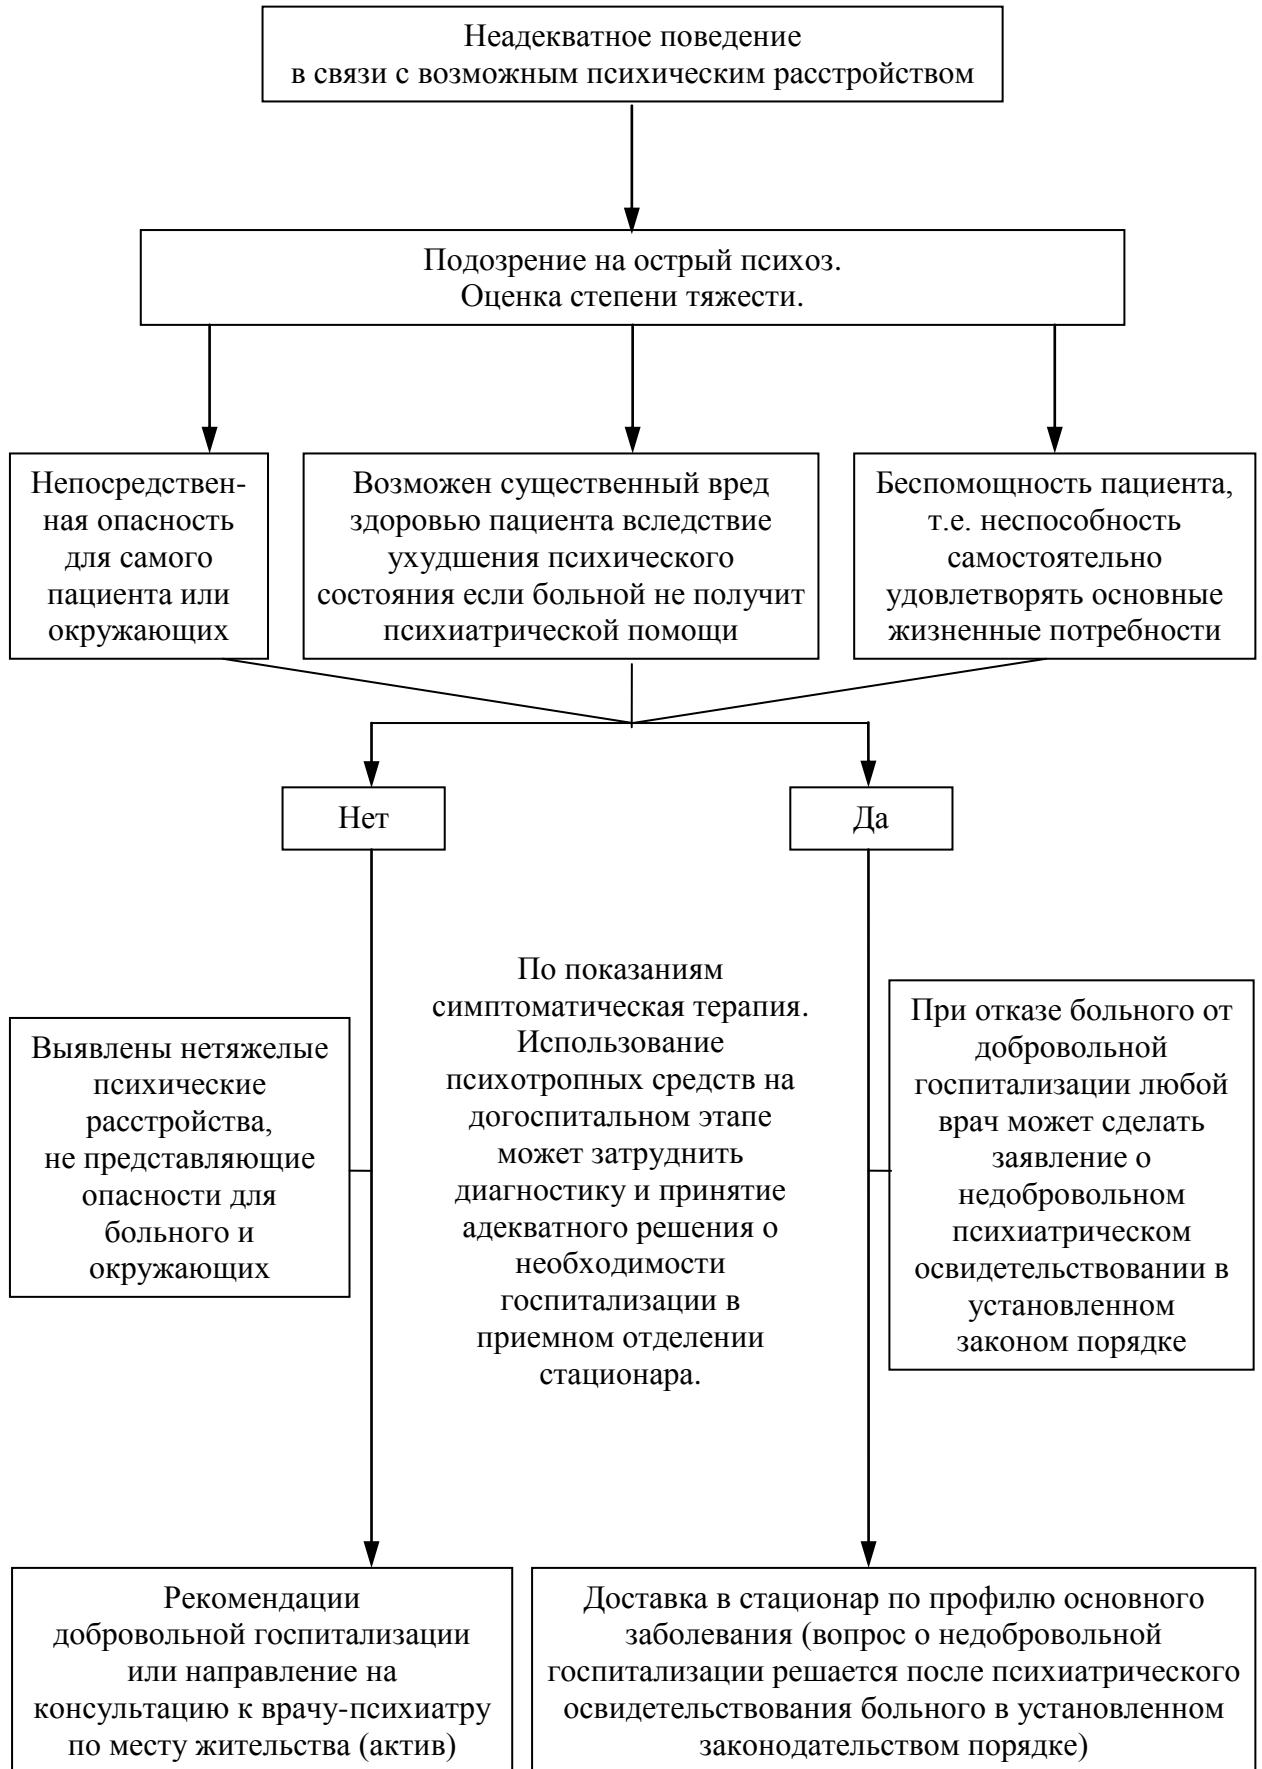 Неадекватное поведение
в связи с возможным психическим расстройством
Подозрение на острый психоз.
Оценка степени тяжести.
Непосредствен-
ная опасность
для самого
пациента или
окружающих
Возможен существенный вред
здоровью пациента вследствие
ухудшения психического
состояния если больной не получит
психиатрической помощи
Беспомощность пациента,
т.е. неспособность
самостоятельно
удовлетворять основные
жизненные потребности
Нет
Да
Выявлены нетяжелые
психические
расстройства,
не представляющие
опасности для
больного и
окружающих
По показаниям
симптоматическая терапия.
Использование
психотропных средств на
догоспитальном этапе
может затруднить
диагностику и принятие
адекватного решения о
необходимости
госпитализации в
приемном отделении
стационара.
При отказе больного от
добровольной
госпитализации любой
врач может сделать
заявление о
недобровольном
психиатрическом
освидетельствовании в
установленном
законом порядке
Рекомендации
добровольной госпитализации
или направление на
консультацию к врачу-психиатру
по месту жительства (актив)
Доставка в стационар по профилю основного
заболевания (вопрос о недобровольной
госпитализации решается после психиатрического
освидетельствования больного в установленном
законодательством порядке)